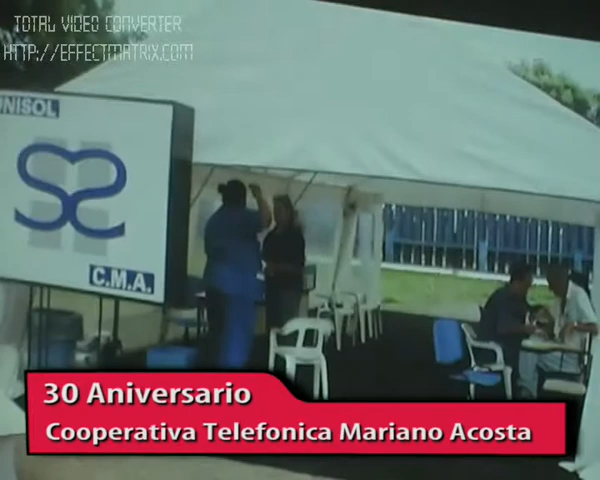 TOTAL VIDEO CONVERTER
HTTP://EFFECTMATRIX.COM
UNISOL
C.M.A.
30 Aniversario
Cooperativa Telefonica Mariano Acosta